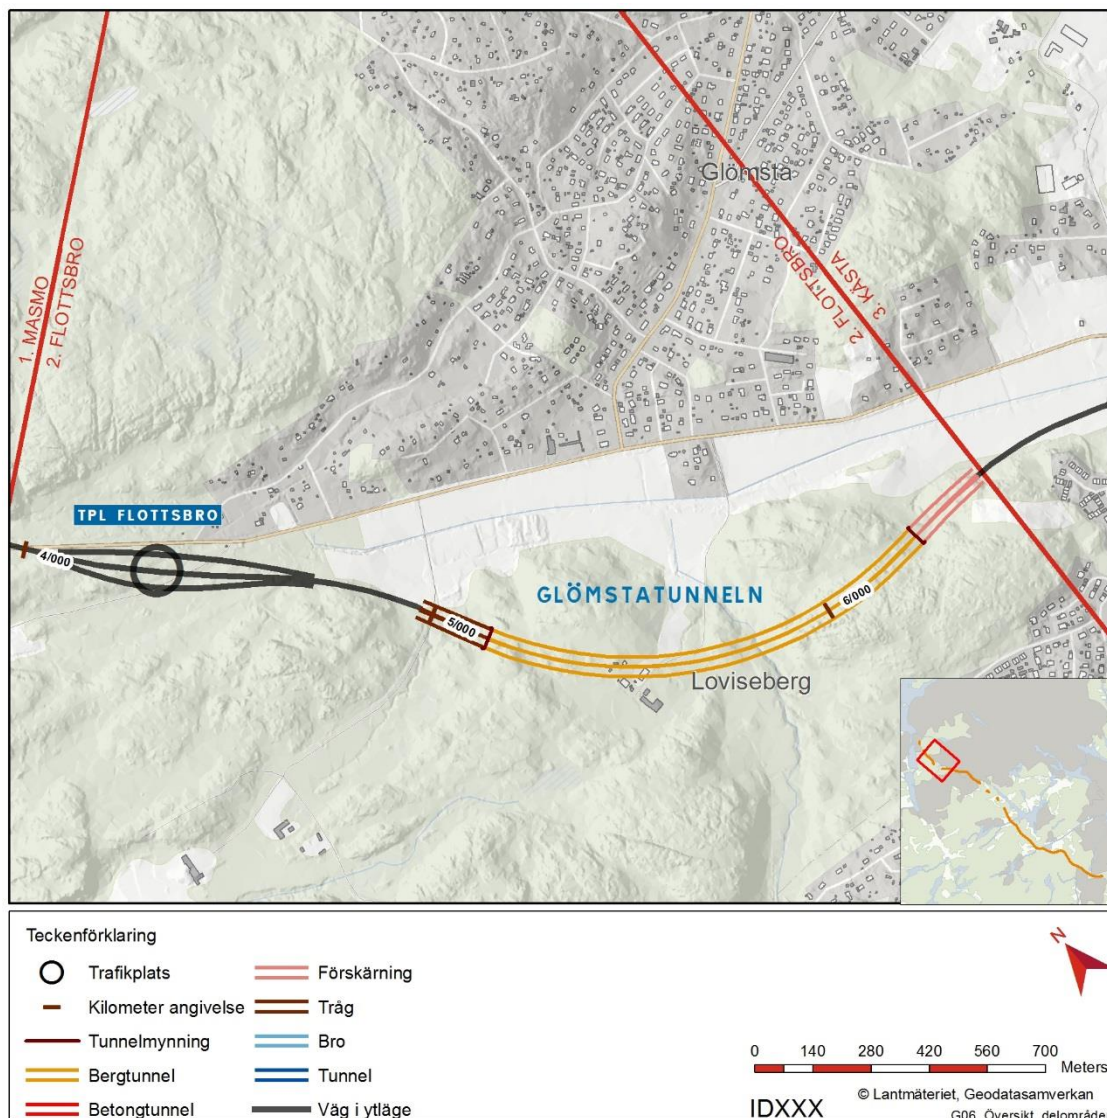 Glömsta
1. MASMO
2. FLOTTSBRO
2. FLOTTSBRO
3. KÄSTA
TPL FLOTTSBRO
4/000
5/000
6/000
GLÖMSTATUNNELN
Loviseberg
Teckenförklaring
Trafikplats
Kilometer angivelse
Tunnelmynning
Bergtunnel
Betongtunnel
Förskärning
Tråg
Bro
Tunnel
Väg i ytläge
N
0 140 280 420 560 700
Meters
© Lantmäteriet, Geodatasamverkan
IDXXX
G06_Översikt_delområde